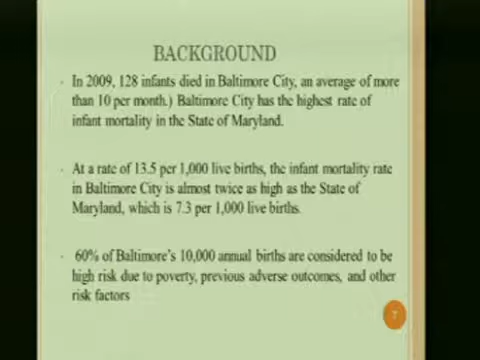 BACKGROUND
In 2009, 128 infants died in Baltimore City, an average of more
than 10 per month.) Baltimore City has the highest rate of
infant mortality in the State of Maryland.
At a rate of 13.5 per 1,000 live births, the infant mortality rate
in Baltimore City is almost twice as high as the State of
Maryland, which is 7.3 per 1,000 live births.
60% of Baltimore's 10,000 annual births are considered to be
high risk due to poverty, previous adverse outcomes, and other
risk factors